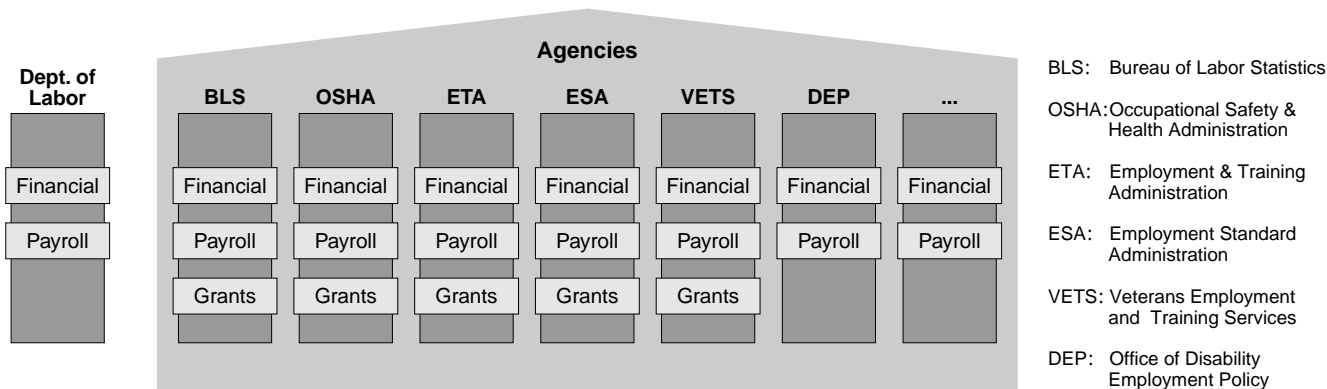 Agencies
Dept. of
Labor
BLS OSHA ETA ESA VETS DEP ...
Financial Financial Financial Financial Financial Financial Financial Financial
Payroll Payroll Payroll Payroll Payroll Payroll Payroll Payroll
Grants Grants Grants Grants Grants
BLS: Bureau of Labor Statistics
OSHA: Occupational Safety &
Health Administration
ETA: Employment & Training
Administration
ESA: Employment Standard
Administration
VETS: Veterans Employment
and Training Services
DEP: Office of Disability
Employment Policy